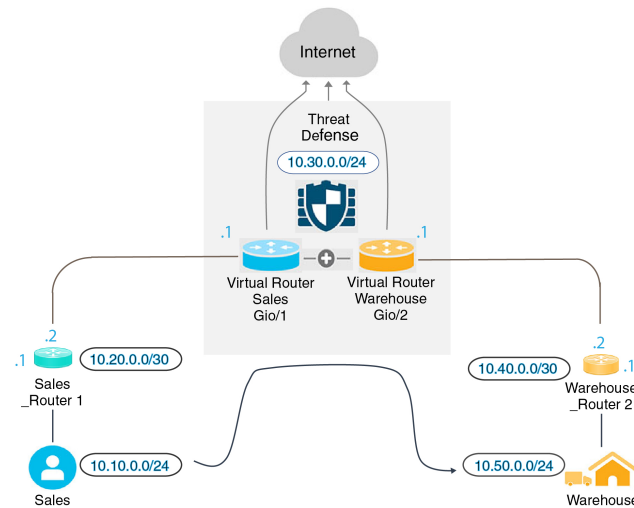 Internet
Threat
Defense
10.30.0.0/24
.1
.1
Virtual Router
Sales
Gio/1
Virtual Router
Warehouse
Gio/2
.2
.1
10.20.0.0/30
Sales
_Router 1
.2
10.40.0.0/30
.1
Warehouse
_Router 2
10.10.0.0/24
Sales
10.50.0.0/24
Warehouse